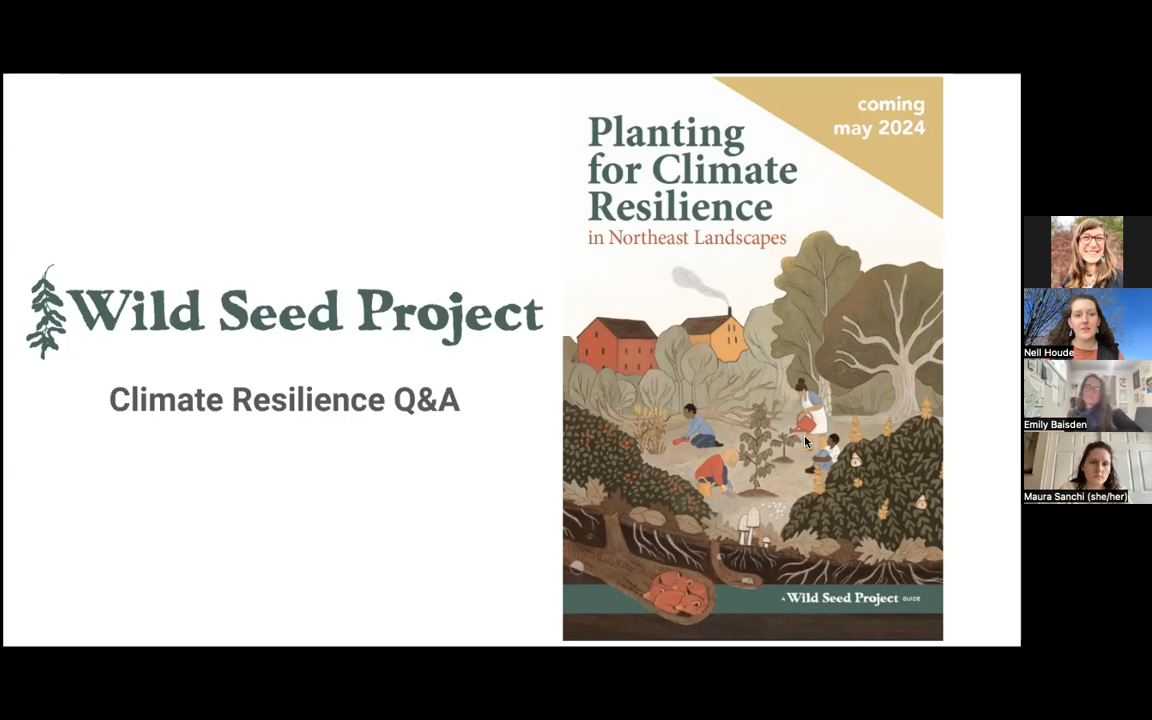 Wild Seed Project
Climate Resilience Q&A
coming
may 2024
Planting
for Climate
Resilience
in Northeast Landscapes
A Wild Seed Project GUIDE
Nell Houde
Emily Baisden
Maura Sanchi (she/her)